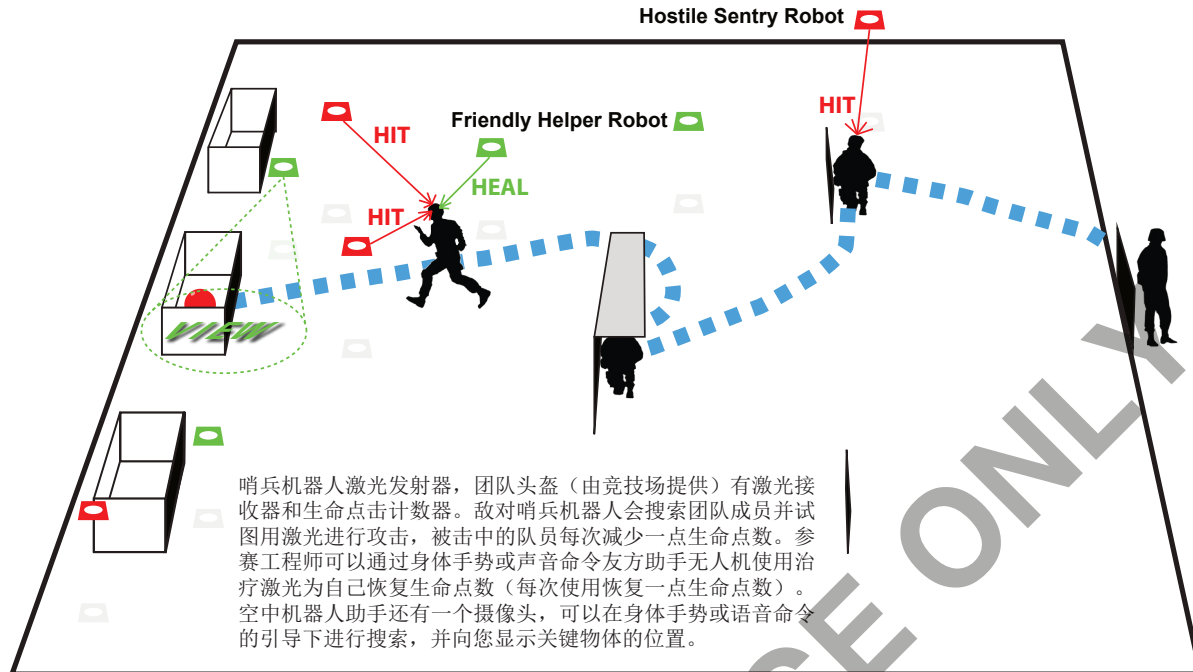 Hostile Sentry Robot
HIT
HIT
Friendly Helper Robot
HEAL
HIT
VIEW
哨兵机器人激光发射器，团队头盔（由竞技场提供）有激光接
收器和生命点击计数器。敌对哨兵机器人会搜索团队成员并试
图用激光进行攻击，被击中的队员每次减少一点生命点数。参
赛工程师可以通过身体手势或声音命令友方助手无人机使用治
疗激光为自己恢复生命点数（每次使用恢复一点生命点数）。
空中机器人助手还有一个摄像头，可以在身体手势或语音命令
的引导下进行搜索，并向您显示关键物体的位置。
CE ONLY